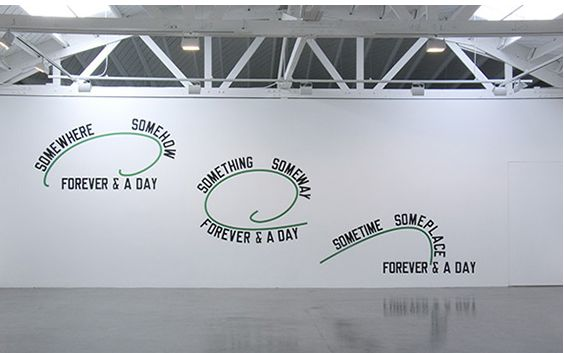 SOMEWHERE SOMEHOW
FOREVER & A DAY
SOMETHING SOMEWAY
FOREVER & A DAY
SOMETIME SOMEPLACE
FOREVER & A DAY